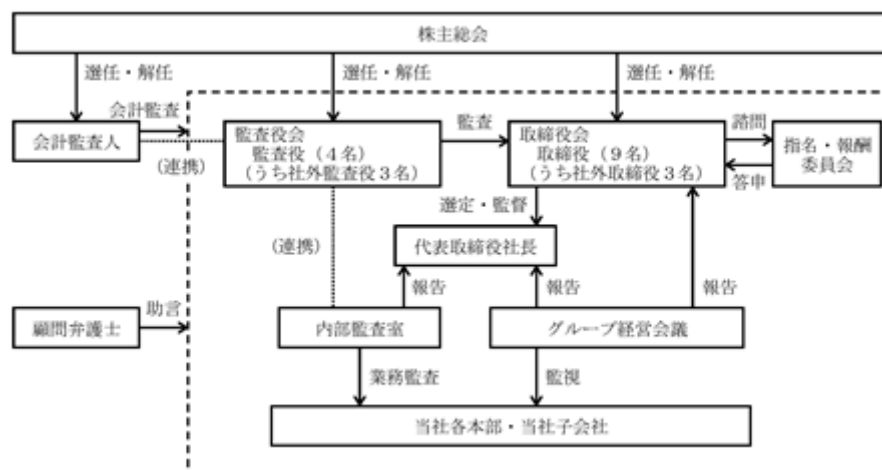 株主総会
選任・解任
選任・解任
選任・解任
会計監査
会計監査人
(連携)
監査役会
監査役(4名)
(うち社外監査役3名)
監査
取締役会
取締役(9名)
(うち社外取締役3名)
諮問
答申
指名・報酬
委員会
選定・監督
(連携)
代表取締役社長
報告
報告
報告
助言
顧問弁護士
内部監査室
グループ経営会議
業務監査
監視
当社各本部・当社子会社